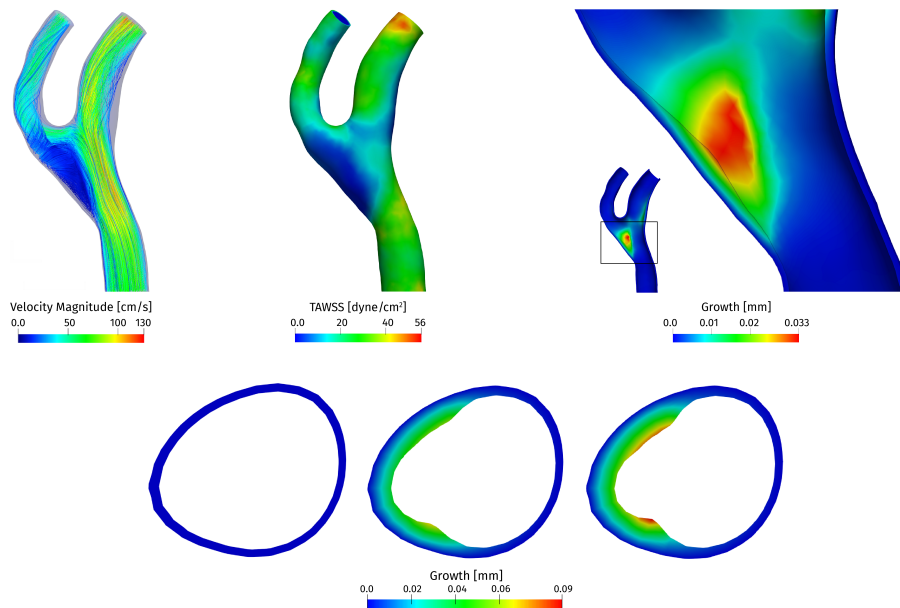 Velocity Magnitude [cm/s]
0.0 50 100 130
TAWSS [dyne/cm²]
0.0 20 40 56
Growth [mm]
0.0 0.01 0.02 0.033
Growth [mm]
0.0 0.02 0.04 0.06 0.09